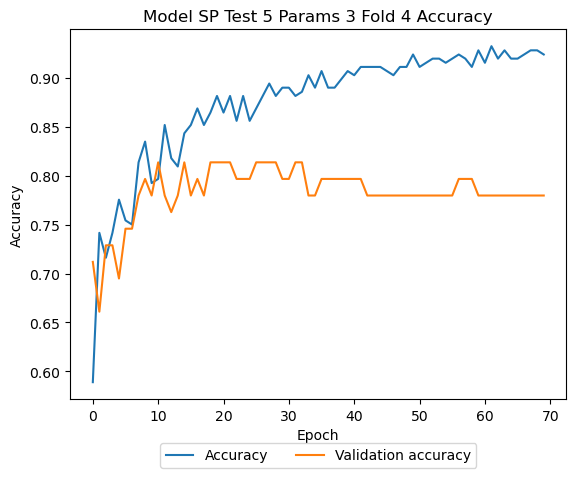 Model SP Test 5 Params 3 Fold 4 Accuracy
0.90
0.85
0.80
0.75
0.70
0.65
0.60
Accuracy
0 10 20 30 40 50 60 70
Epoch
Accuracy Validation accuracy